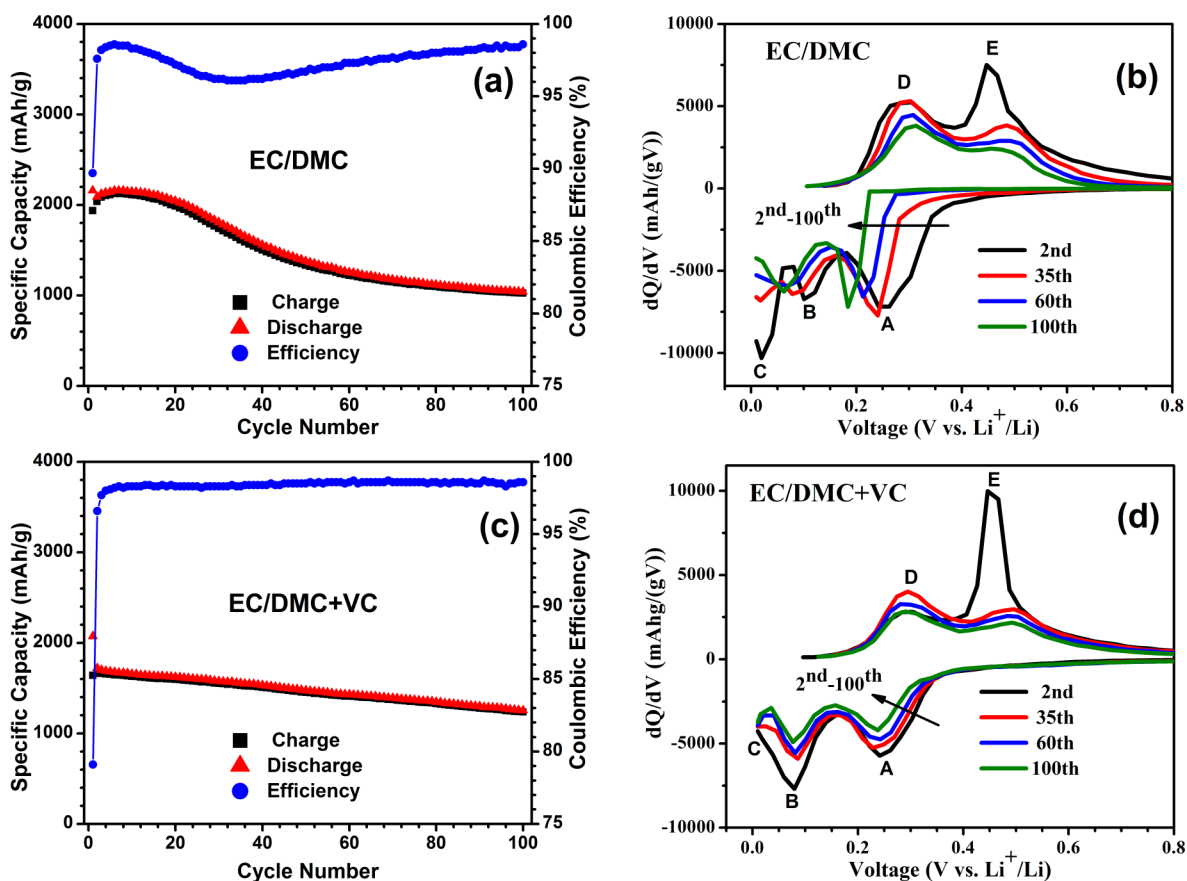 4000
3000
2000
1000
0
100
95
90
85
80
75
0
20
40
60
80
100
Specific Capacity (mAh/g)
Coulombic Efficiency (%)
Cycle Number
(a)
EC/DMC
Charge
Discharge
Efficiency
10000
5000
0
-5000
-10000
0.0
0.2
0.4
0.6
0.8
dQ/dV (mAh/(gV))
Voltage (V vs. Li⁺/Li)
EC/DMC
(b)
E
D
2ⁿᵈ-100ᵗʰ
A
B
C
2nd
35th
60th
100th
4000
3000
2000
1000
0
100
95
90
85
80
75
0
20
40
60
80
100
Specific Capacity (mAh/g)
Coulombic Efficiency (%)
Cycle Number
(c)
EC/DMC+VC
Charge
Discharge
Efficiency
10000
5000
0
-5000
-10000
0.0
0.2
0.4
0.6
0.8
dQ/dV (mAhg/(gV))
Voltage (V vs. Li⁺/Li)
EC/DMC+VC
(d)
E
D
2ⁿᵈ-100ᵗʰ
A
B
C
2nd
35th
60th
100th